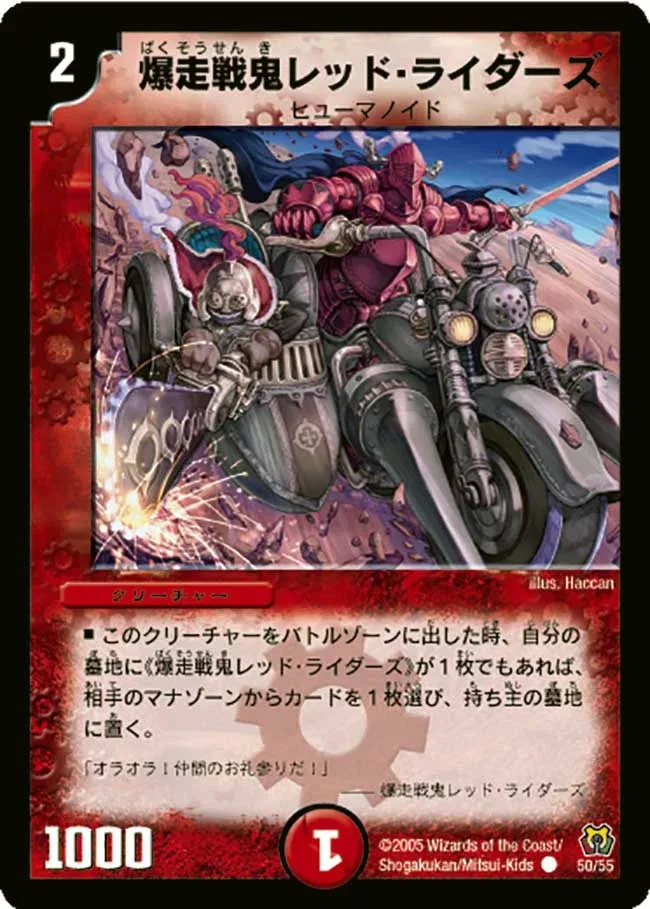 2
ばくそうせんき
爆走戦鬼レッド・ライダーズ
ヒューマノイド
illus. Haccan
クリーチャー
■ このクリーチャーをバトルゾーンに出した時、自分の
墓地に《爆走戦鬼レッド・ライダーズ》が1枚でもあれば、
相手のマナゾーンからカードを1枚選び、持ち主の墓地
に置く。
「オラオラ！仲間のお礼参りだ！」
── 爆走戦鬼レッド・ライダーズ
1000
1
©2005 Wizards of the Coast/
Shogakukan/Mitsui-Kids
50/55